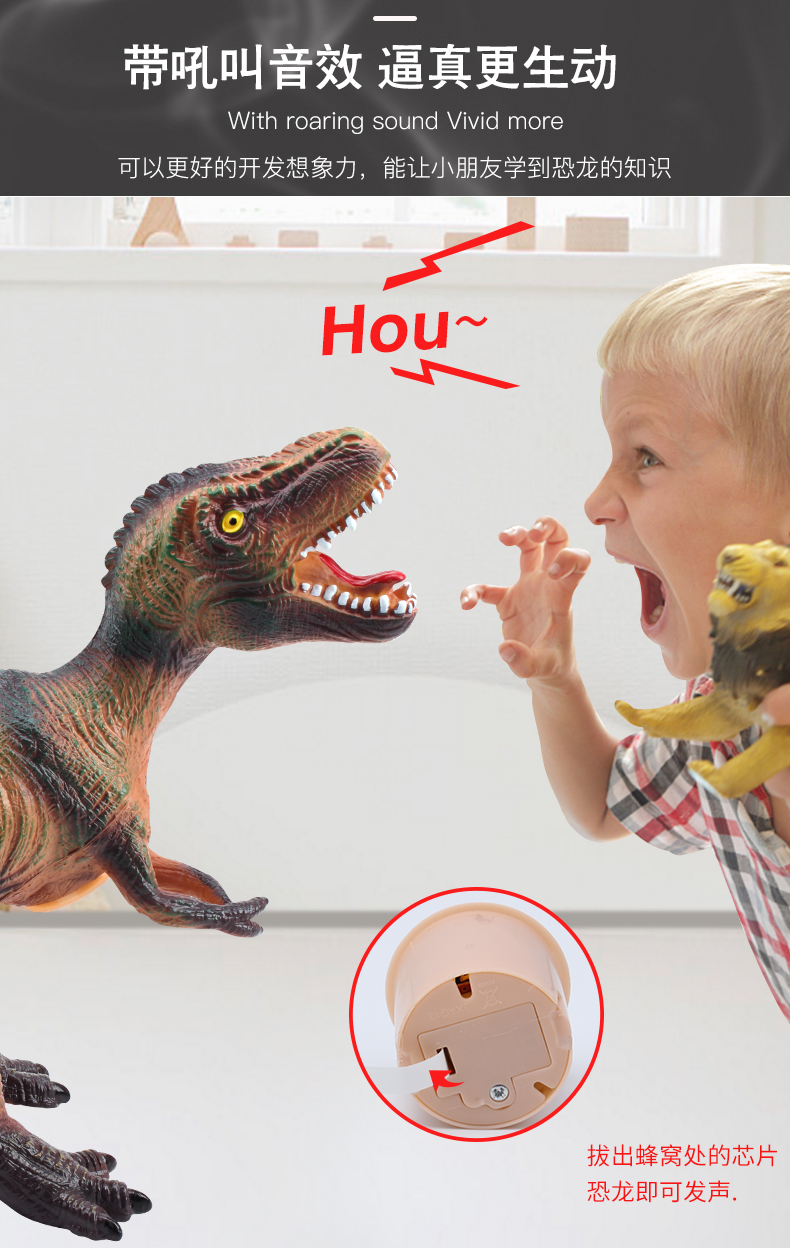 带吼叫音效 逼真更生动
With roaring sound Vivid more
可以更好的开发想象力，能让小朋友学到恐龙的知识
Hou~
拔出蜂窝处的芯片
恐龙即可发声.